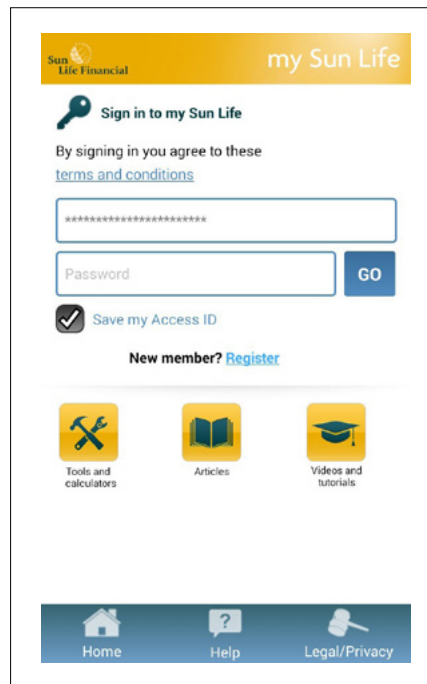 Sun
Life Financial
my Sun Life
Sign in to my Sun Life
By signing in you agree to these
terms and conditions
***********************
Password
GO
Save my Access ID
New member? Register
Tools and
calculators
Articles
Videos and
tutorials
?
Home
Help
Legal/Privacy